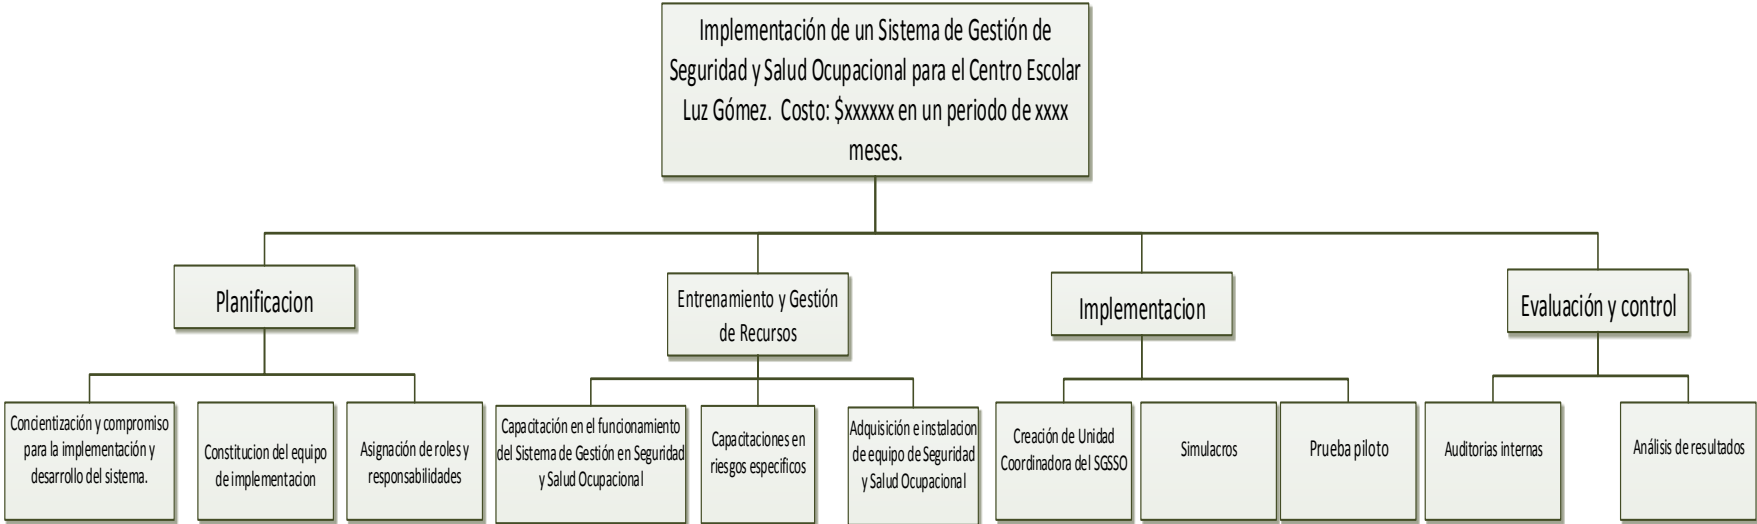 Implementación de un Sistema de Gestión de
Seguridad y Salud Ocupacional para el Centro Escolar
Luz Gómez. Costo: $xxxxxx en un periodo de xxxx
meses.
Planificacion
Entrenamiento y Gestión
de Recursos
Implementacion
Evaluación y control
Concientización y compromiso
para la implementación y
desarrollo del sistema.
Constitucion del equipo
de implementacion
Asignación de roles y
responsabilidades
Capacitación en el funcionamiento
del Sistema de Gestión en Seguridad
y Salud Ocupacional
Capacitaciones en
riesgos especificos
Adquisición e instalacion
de equipo de Seguridad
y Salud Ocupacional
Creación de Unidad
Coordinadora del SGSSO
Simulacros
Prueba piloto
Auditorias internas
Análisis de resultados